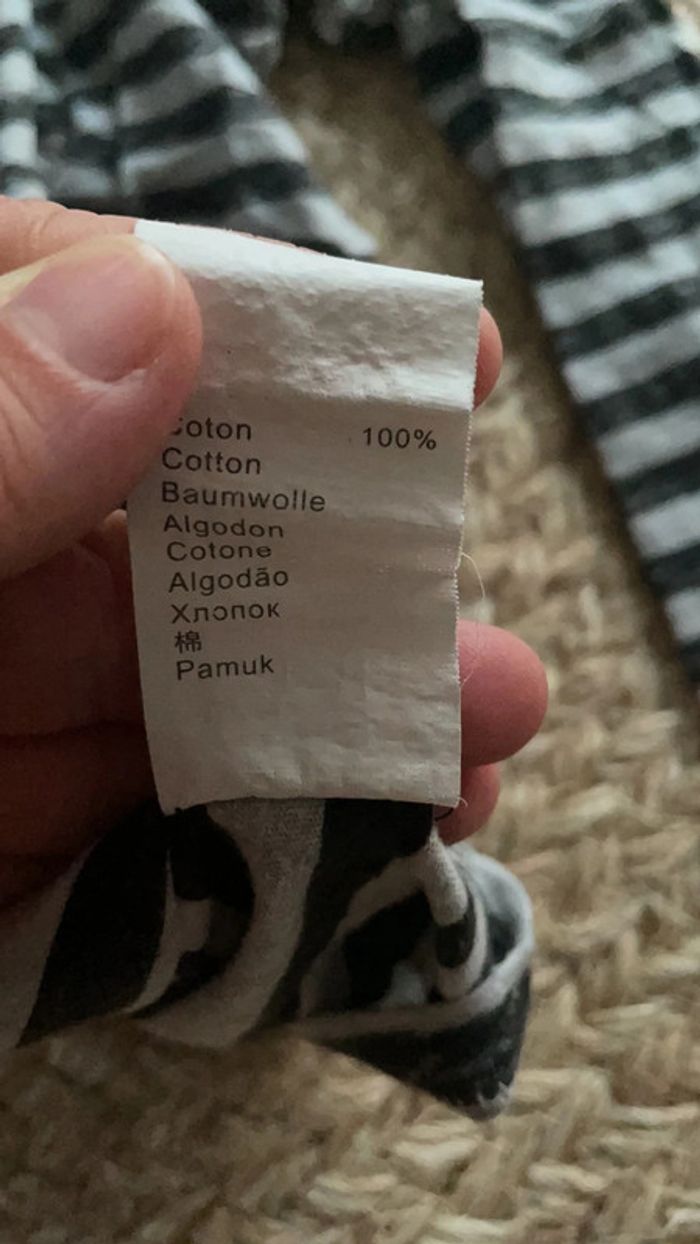 Coton 100%
Cotton
Baumwolle
Algodon
Cotone
Algodão
Хлопок
棉
Pamuk